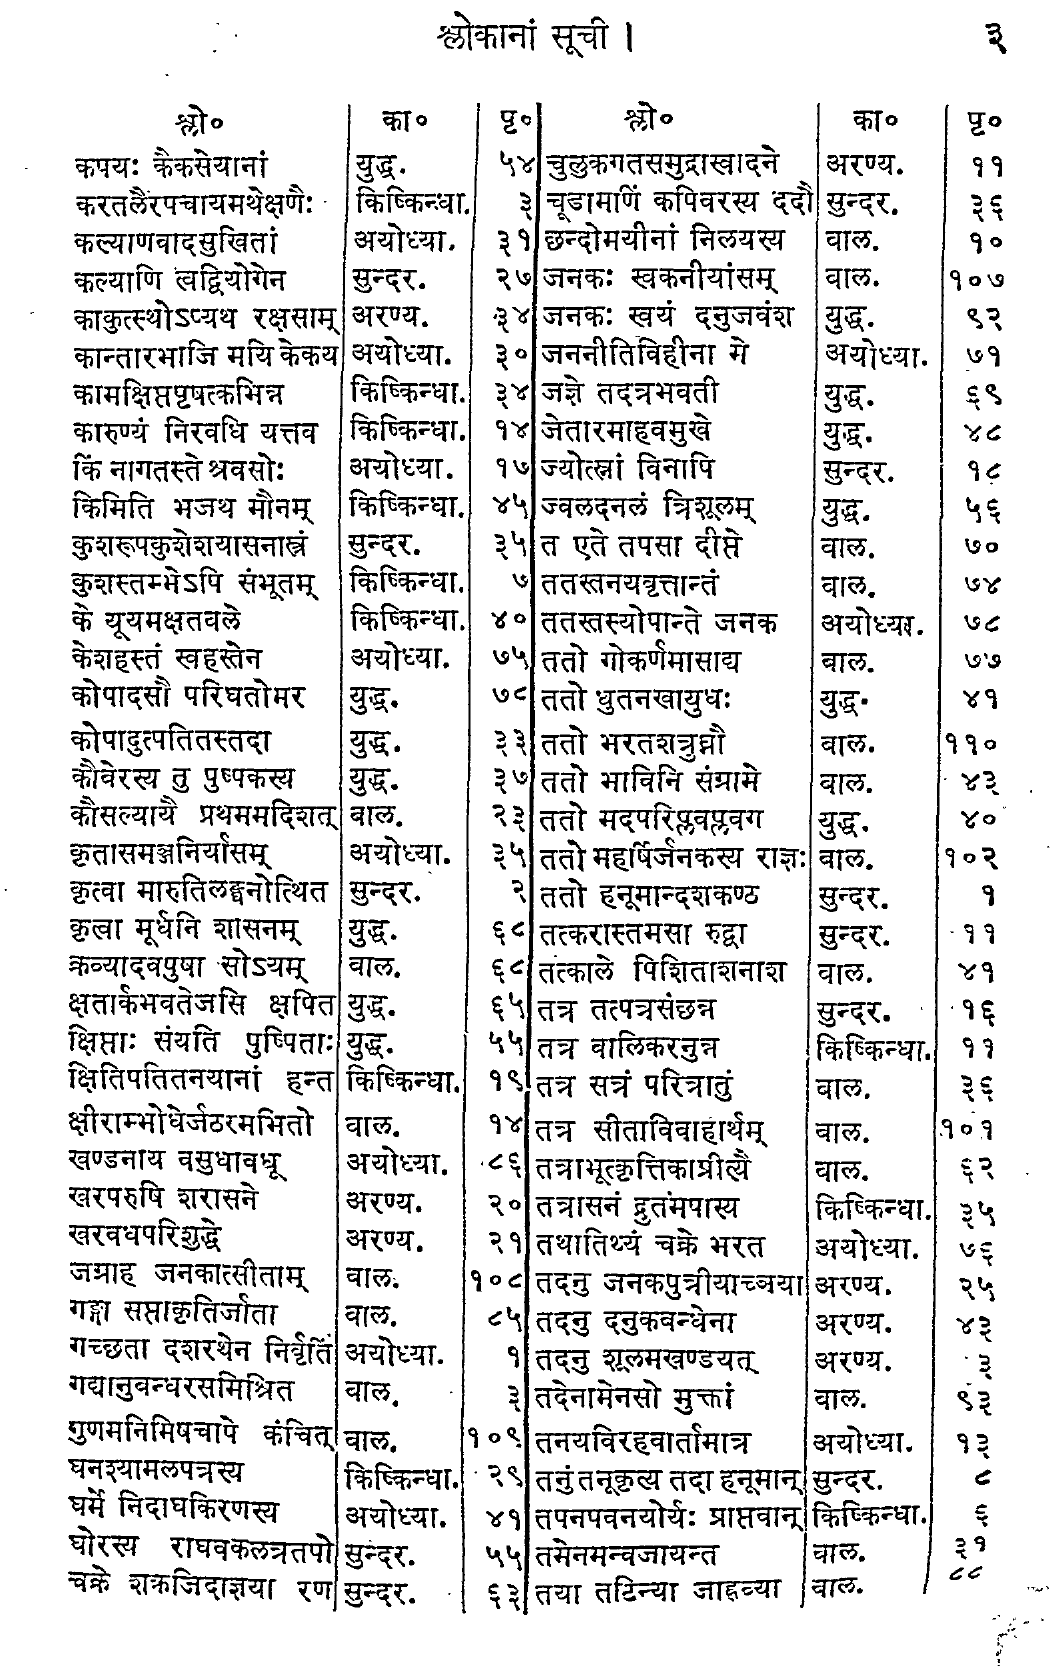 श्लोकानां सूची । ३
श्लो० का० पृ० श्लो० का० पृ०
कपयः कैकसेयानां युद्ध. ५४ चुलुकगतसमुद्रास्वादने अरण्य. ११
करतलैरपचायमथेक्षणैः किष्किन्धा. ३ चूडामणिं कपिवरस्य ददौ सुन्दर. ३६
कल्याणवादसुखितां अयोध्या. ३१ छन्दोमयीनां निलयस्य वाल. १०
कल्याणि त्वद्वियोगेन सुन्दर. २७ जनकः स्वकनीयांसम् वाल. १०७
काकुत्स्थोऽप्यथ रक्षसाम् अरण्य. ३४ जनकः स्वयं दनुजवंश युद्ध. ९२
कान्तारभाजि मयि केकय अयोध्या. ३० जननीतिविहीना मे अयोध्या. ७१
कामक्षिप्तपृषत्कभिन्न किष्किन्धा. ३४ जज्ञे तदत्रभवती युद्ध. ६९
कारुण्यं निरवधि यत्तव किष्किन्धा. १४ जेतारमाहवमुखे युद्ध. ४८
किं नागतस्ते श्रवसोः अयोध्या. १७ ज्योत्स्नां विनापि सुन्दर. १८
किमिति भजथ मौनम् किष्किन्धा. ४५ ज्वलदनलं त्रिशूलम् युद्ध. ५६
कुशरूपकुशेशयासनास्त्रं सुन्दर. ३५ त एते तपसा दीप्ते वाल. ७०
कुशस्तम्भेऽपि संभूतम् किष्किन्धा. ७ ततस्तनयवृत्तान्तं वाल. ७४
के यूयमक्षतवले किष्किन्धा. ४० ततस्तस्योपान्ते जनक अयोध्या. ७८
केशहस्तं स्वहस्तेन अयोध्या. ७५ ततो गोकर्णमासाद्य वाल. ७७
कोपादसौ परिघतोमर युद्ध. ७८ ततो धुतनखायुधः युद्ध. ४१
कोपादुत्पतितस्तदा युद्ध. ३३ ततो भरतशत्रुघ्नौ वाल. ११०
कौवेरस्य तु पुष्पकस्य युद्ध. ३७ ततो भाविनि संग्रामे वाल. ४३
कौसल्यायै प्रथममदिशत् वाल. २३ ततो मदपरिप्लवप्लवग युद्ध. ४०
कृतासमञ्जनिर्यासम् अयोध्या. ३५ ततो महर्षिर्जनकस्य राज्ञः वाल. १०२
कृत्वा मारुतिलङ्घनोत्थित सुन्दर. २ ततो हनूमान्दशकण्ठ सुन्दर. १
कृत्वा मूर्धनि शासनम् युद्ध. ६८ तत्करास्तमसा रुद्धा सुन्दर. ११
क्रव्यादवपुषा सोऽयम् वाल. ६८ तत्काले पिशिताशनाश वाल. ४१
क्षतार्कभवतेजसि क्षपित युद्ध. ६५ तत्र तत्पत्रसंछन्न सुन्दर. १६
क्षिप्ताः संयति पुष्पिताः युद्ध. ५५ तत्र वालिकरनुन्न किष्किन्धा. ११
क्षितिपतितनयानां हन्त किष्किन्धा. १९ तत्र सत्रं परित्रातुं वाल. ३६
क्षीराम्भोधेर्जठरमभितो वाल. १४ तत्र सीताविवाहार्थम् वाल. १०१
खण्डनाय वसुधावधू अयोध्या. ८६ तत्राभूत्कृत्तिकाप्रीत्यै वाल. ६२
खरपरुषि शरासने अरण्य. २० तत्रासनं द्रुतमपास्य किष्किन्धा. ३५
खरवधपरिशुद्धे अरण्य. २१ तथातिथ्यं चक्रे भरत अयोध्या. ७६
जग्राह जनकात्सीताम् वाल. १०८ तदनु जनकपुत्रीयाच्ञया अरण्य. २५
गङ्गा सप्ताकृतिर्जाता वाल. ८५ तदनु दनुकवन्धेना अरण्य. ४३
गच्छता दशरथेन निर्वृतिं अयोध्या. १ तदनु शूलमखण्डयत् अरण्य. ३
गद्यानुवन्धरसमिश्रित वाल. ३ तदेनामेनसो मुक्तां वाल. ९३
गुणमनिमिषचापे कंचित् वाल. १०९ तनयविरहवार्तामात्र अयोध्या. १३
घनश्यामलपत्रस्य किष्किन्धा. २९ तनुं तनूकृत्य तदा हनूमान् सुन्दर. ८
घर्मे निदाघकिरणस्य अयोध्या. ४१ तपनपवनयोर्यः प्राप्तवान् किष्किन्धा. ६
घोरस्य राघवकलत्रतपो सुन्दर. ५५ तमेनमन्वजायन्त वाल. ३१
चक्रे शक्रजिदाज्ञया रण सुन्दर. ६३ तया तटिन्या जाह्नव्या वाल. ८८